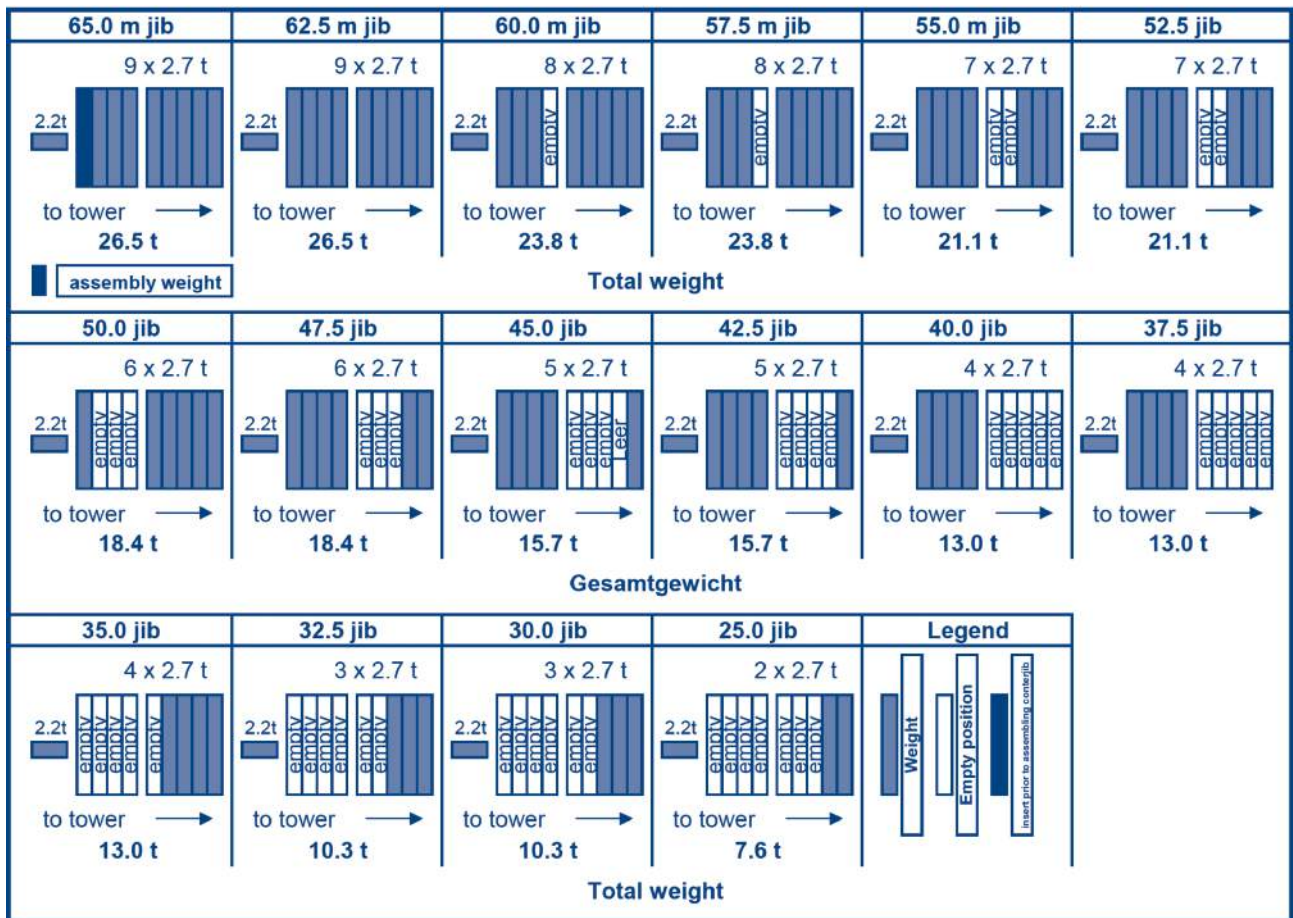 65.0 m jib 62.5 m jib 60.0 m jib 57.5 m jib 55.0 m jib 52.5 jib
9 x 2.7 t 9 x 2.7 t 8 x 2.7 t 8 x 2.7 t 7 x 2.7 t 7 x 2.7 t
2.2t 2.2t 2.2t empty 2.2t empty 2.2t empty empty 2.2t empty empty
to tower to tower to tower to tower to tower to tower
26.5 t 26.5 t 23.8 t 23.8 t 21.1 t 21.1 t
assembly weight
Total weight
50.0 jib 47.5 jib 45.0 jib 42.5 jib 40.0 jib 37.5 jib
6 x 2.7 t 6 x 2.7 t 5 x 2.7 t 5 x 2.7 t 4 x 2.7 t 4 x 2.7 t
2.2t empty empty empty 2.2t empty empty empty 2.2t empty empty empty Leer 2.2t empty empty empty empty 2.2t empty empty empty empty empty 2.2t empty empty empty empty empty
to tower to tower to tower to tower to tower to tower
18.4 t 18.4 t 15.7 t 15.7 t 13.0 t 13.0 t
Gesamtgewicht
35.0 jib 32.5 jib 30.0 jib 25.0 jib Legend
4 x 2.7 t 3 x 2.7 t 3 x 2.7 t 2 x 2.7 t
2.2t empty empty empty empty empty 2.2t empty empty empty empty empty empty 2.2t empty empty empty empty empty empty 2.2t empty empty empty empty empty empty empty
Weight
Empty position
insert prior to assembling conterjib
to tower to tower to tower to tower
13.0 t 10.3 t 10.3 t 7.6 t
Total weight